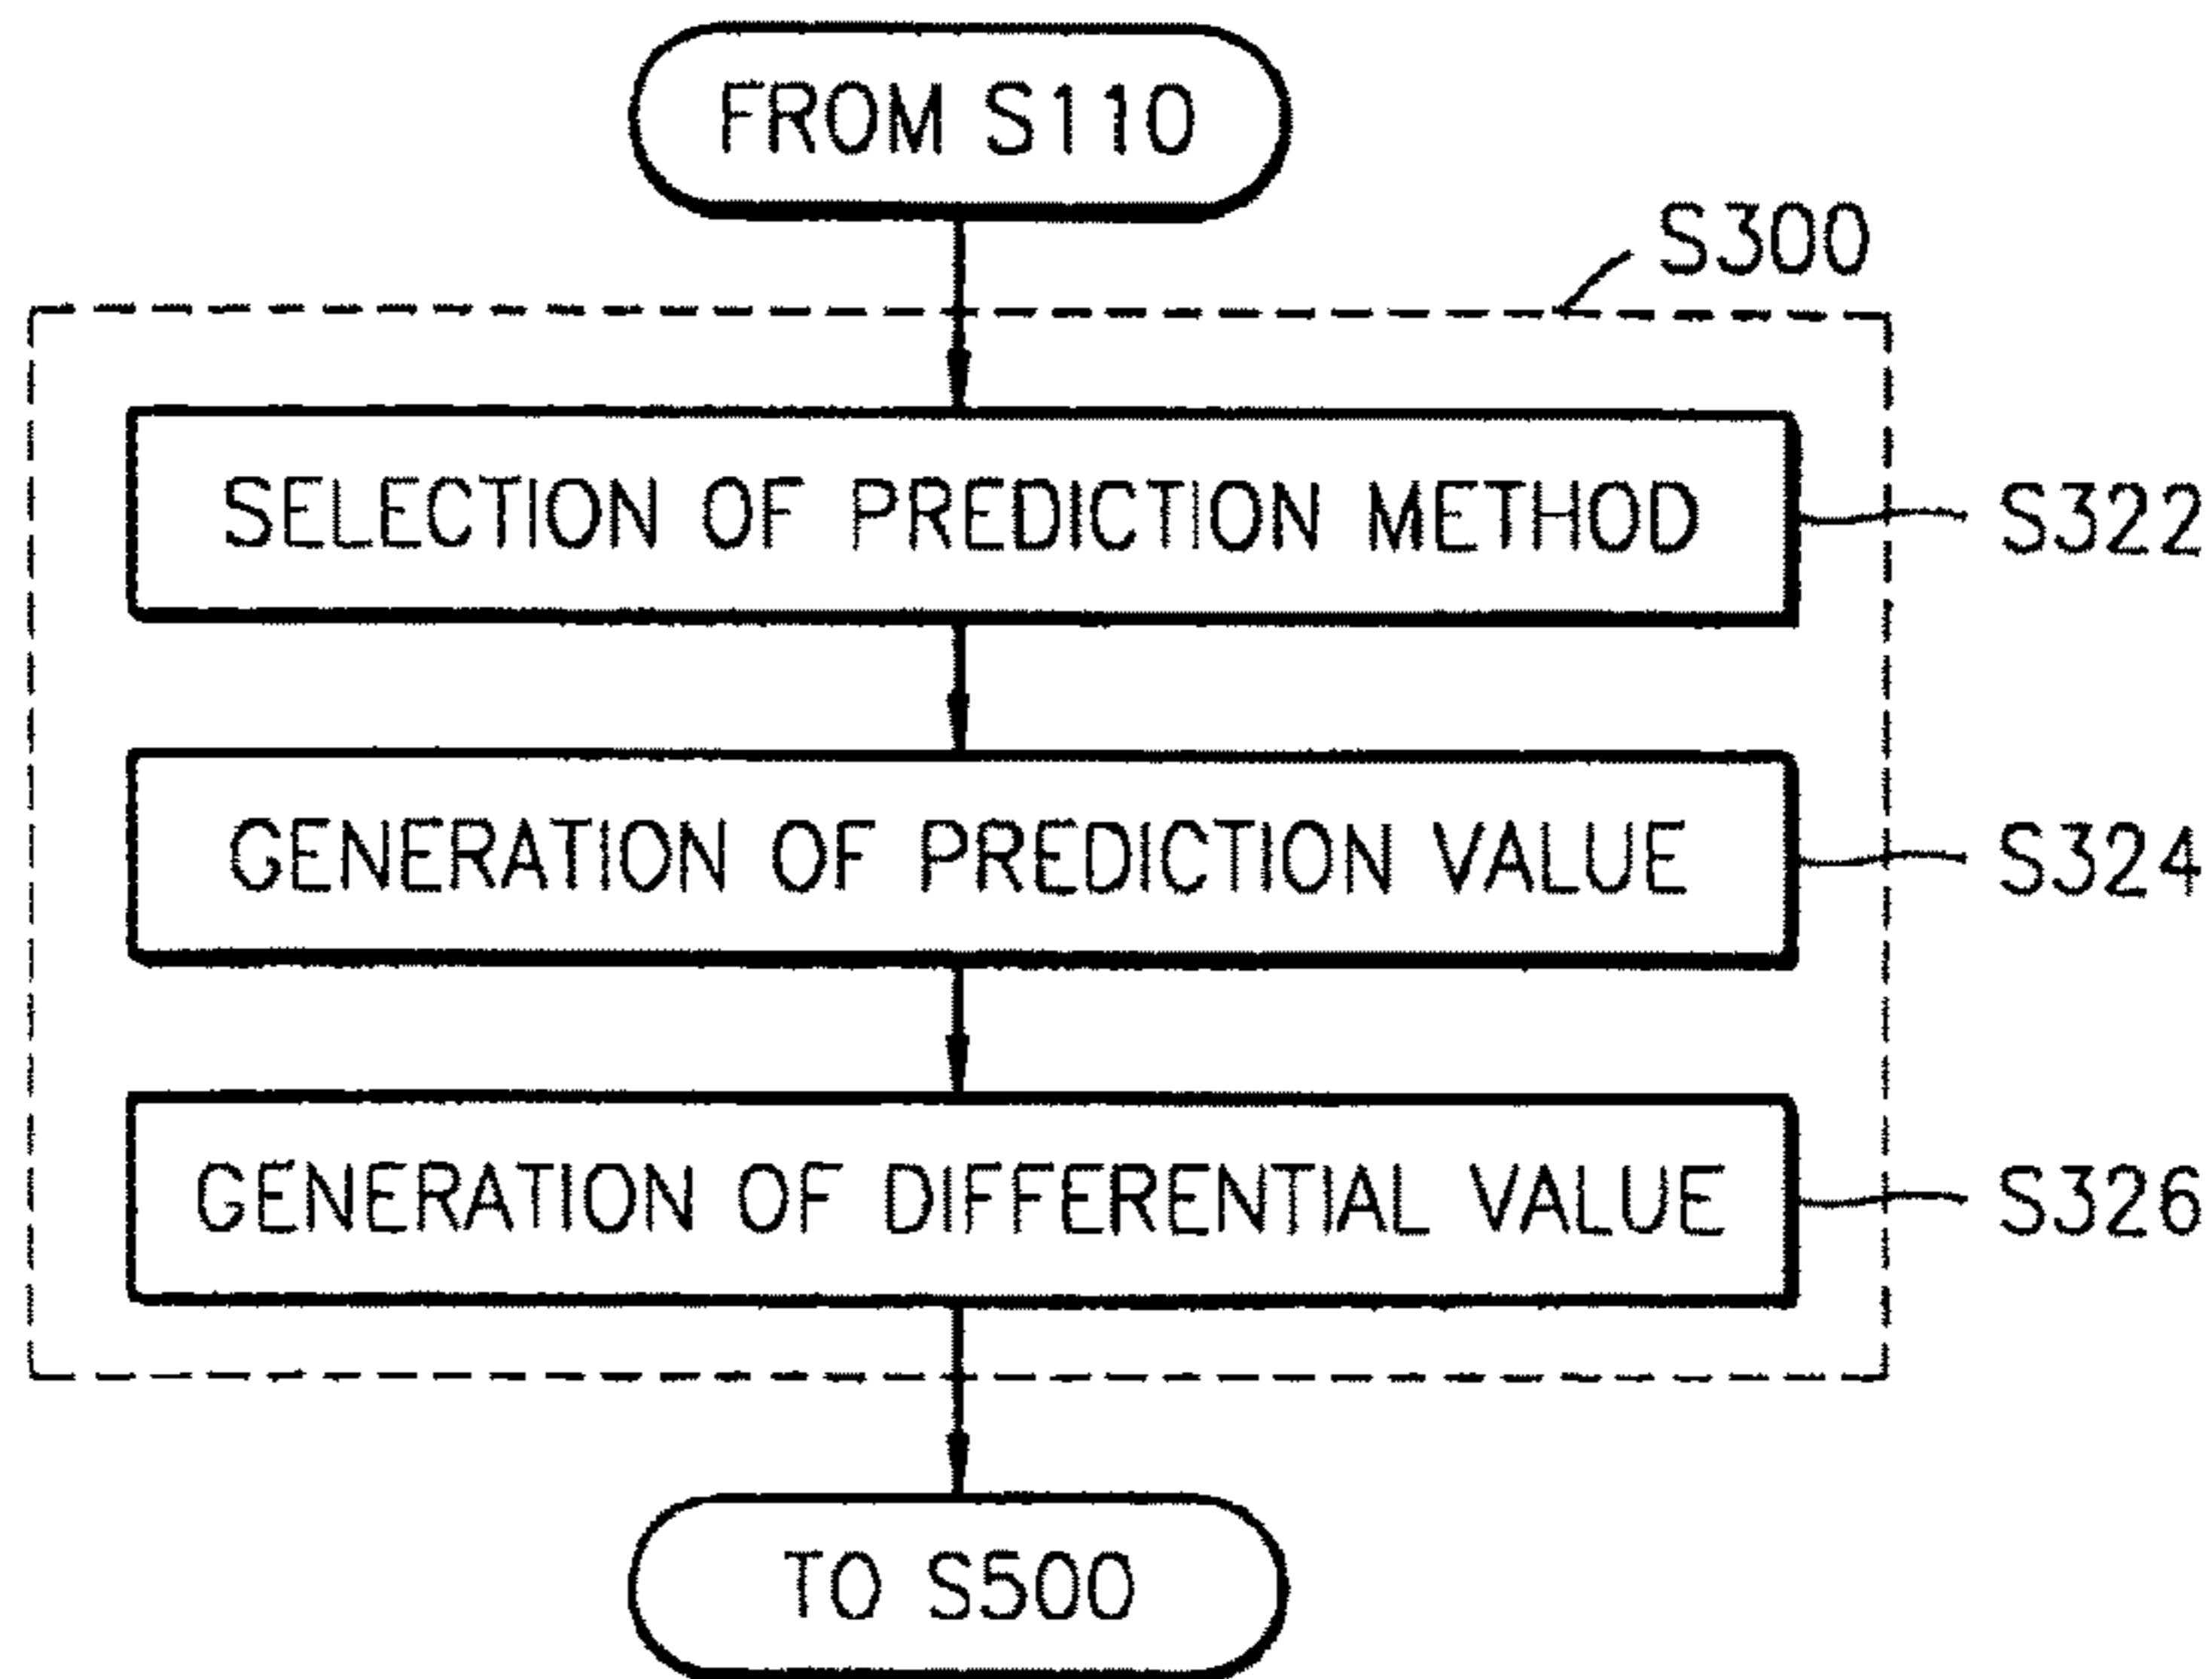 FROM S110
S300
SELECTION OF PREDICTION METHOD
S322
GENERATION OF PREDICTION VALUE
S324
GENERATION OF DIFFERENTIAL VALUE
S326
TO S500